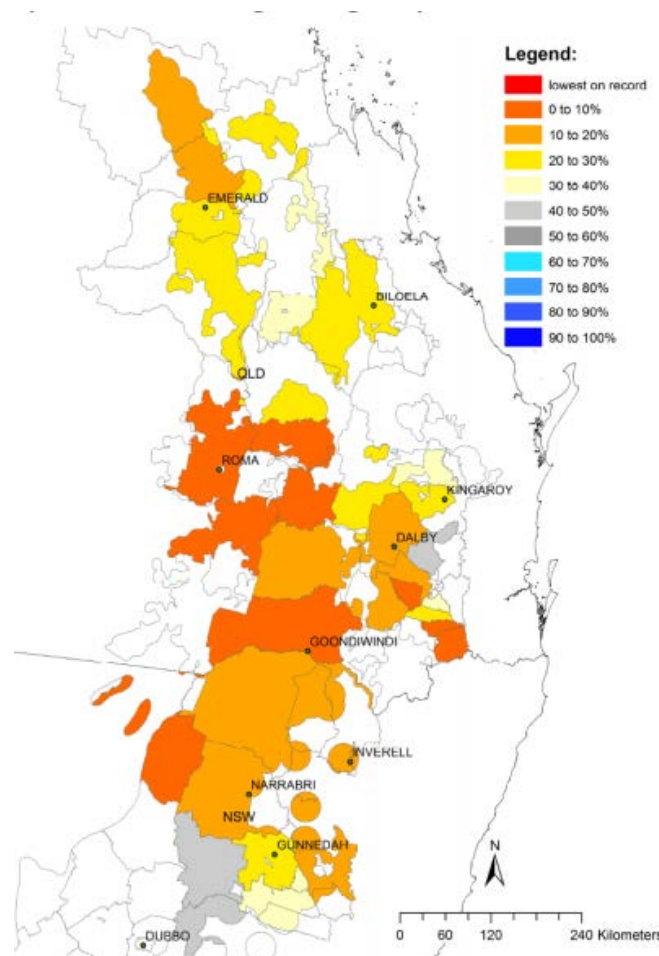 Legend:
lowest on record
0 to 10%
10 to 20%
20 to 30%
30 to 40%
40 to 50%
50 to 60%
60 to 70%
70 to 80%
80 to 90%
90 to 100%
EMERALD
BILOELA
QLD
ROMA
KINGAROY
DALBY
GOONDIWINDI
INVERELL
NARRABRI
NSW
GUNNEDAH
N
DUBBO
0 60 120 240 Kilometers